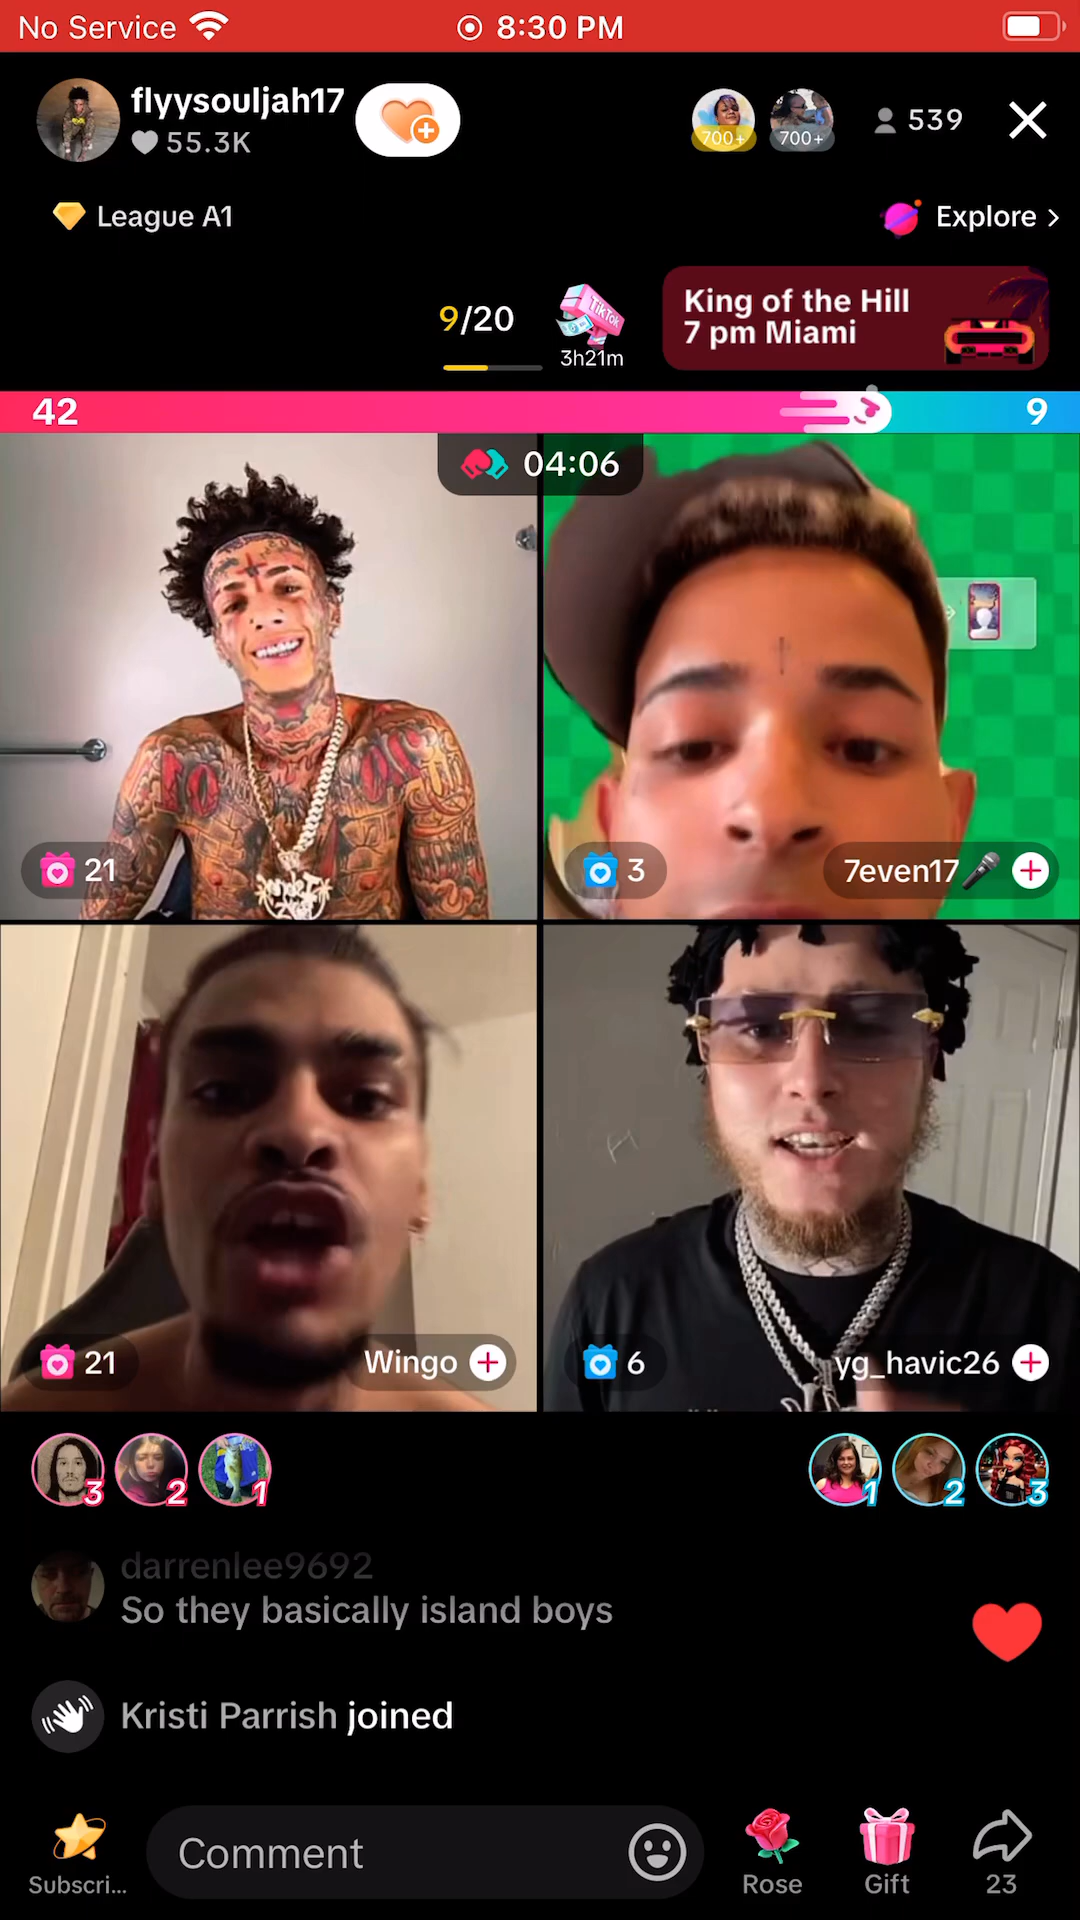 No Service 8:30 PM
flyysouljah17
55.3K
700+ 700+ 539
League A1
Explore
9/20
TikTok
3h21m
King of the Hill
7 pm Miami
42 9
04:06
21
3 7even17
21 Wingo
6 yg_havic26
3 2 1 1 2 3
darrenlee9692
So they basically island boys
Kristi Parrish joined
Subscri...
Comment
Rose
Gift
23